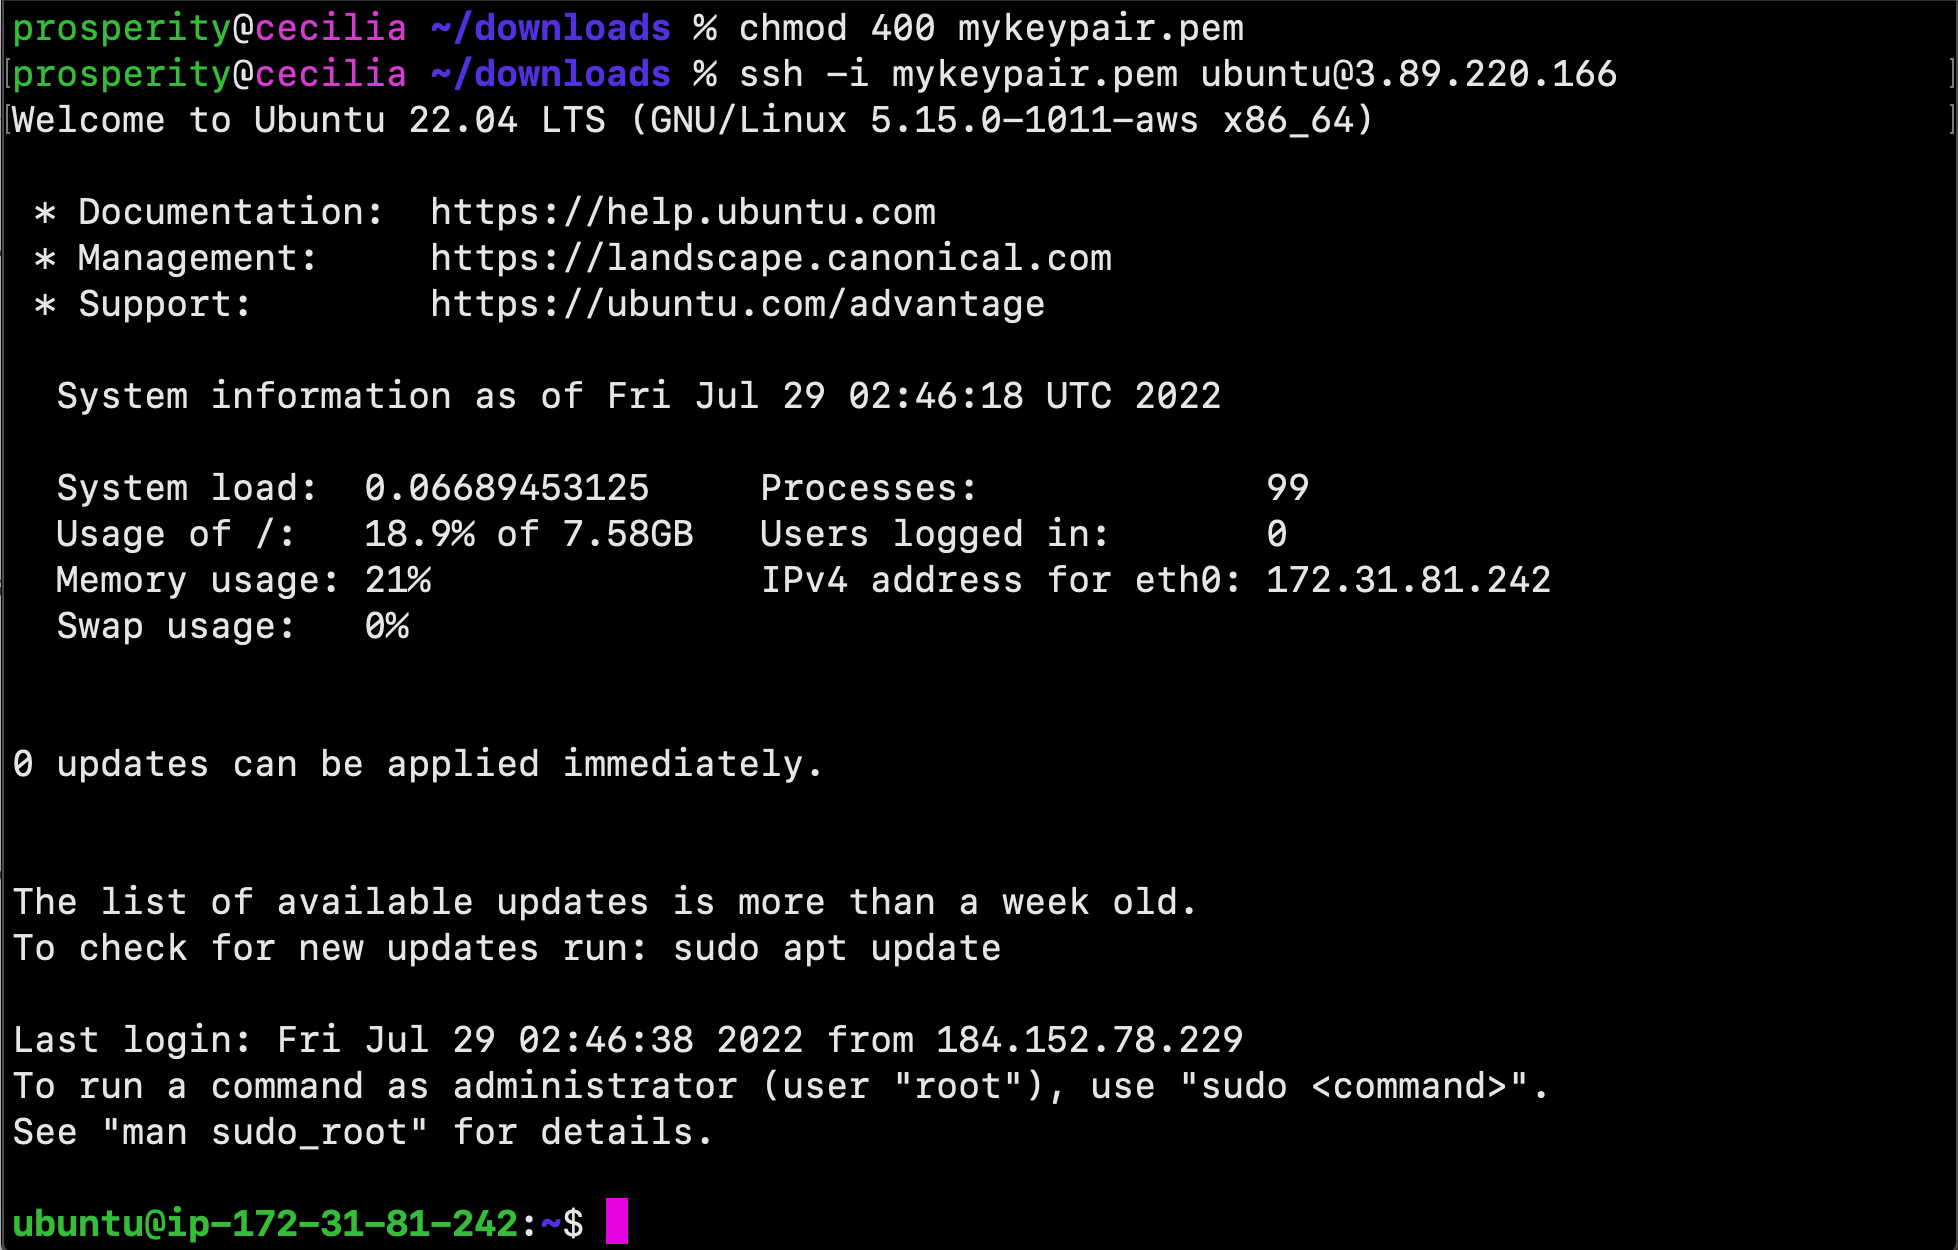 prosperity@cecilia ~/downloads % chmod 400 mykeypair.pem
[prosperity@cecilia ~/downloads % ssh -i mykeypair.pem ubuntu@3.89.220.166 ]
[Welcome to Ubuntu 22.04 LTS (GNU/Linux 5.15.0-1011-aws x86_64) ]
* Documentation: https://help.ubuntu.com
* Management: https://landscape.canonical.com
* Support: https://ubuntu.com/advantage
System information as of Fri Jul 29 02:46:18 UTC 2022
System load: 0.06689453125 Processes: 99
Usage of /: 18.9% of 7.58GB Users logged in: 0
Memory usage: 21% IPv4 address for eth0: 172.31.81.242
Swap usage: 0%
0 updates can be applied immediately.
The list of available updates is more than a week old.
To check for new updates run: sudo apt update
Last login: Fri Jul 29 02:46:38 2022 from 184.152.78.229
To run a command as administrator (user "root"), use "sudo <command>".
See "man sudo_root" for details.
ubuntu@ip-172-31-81-242:~$